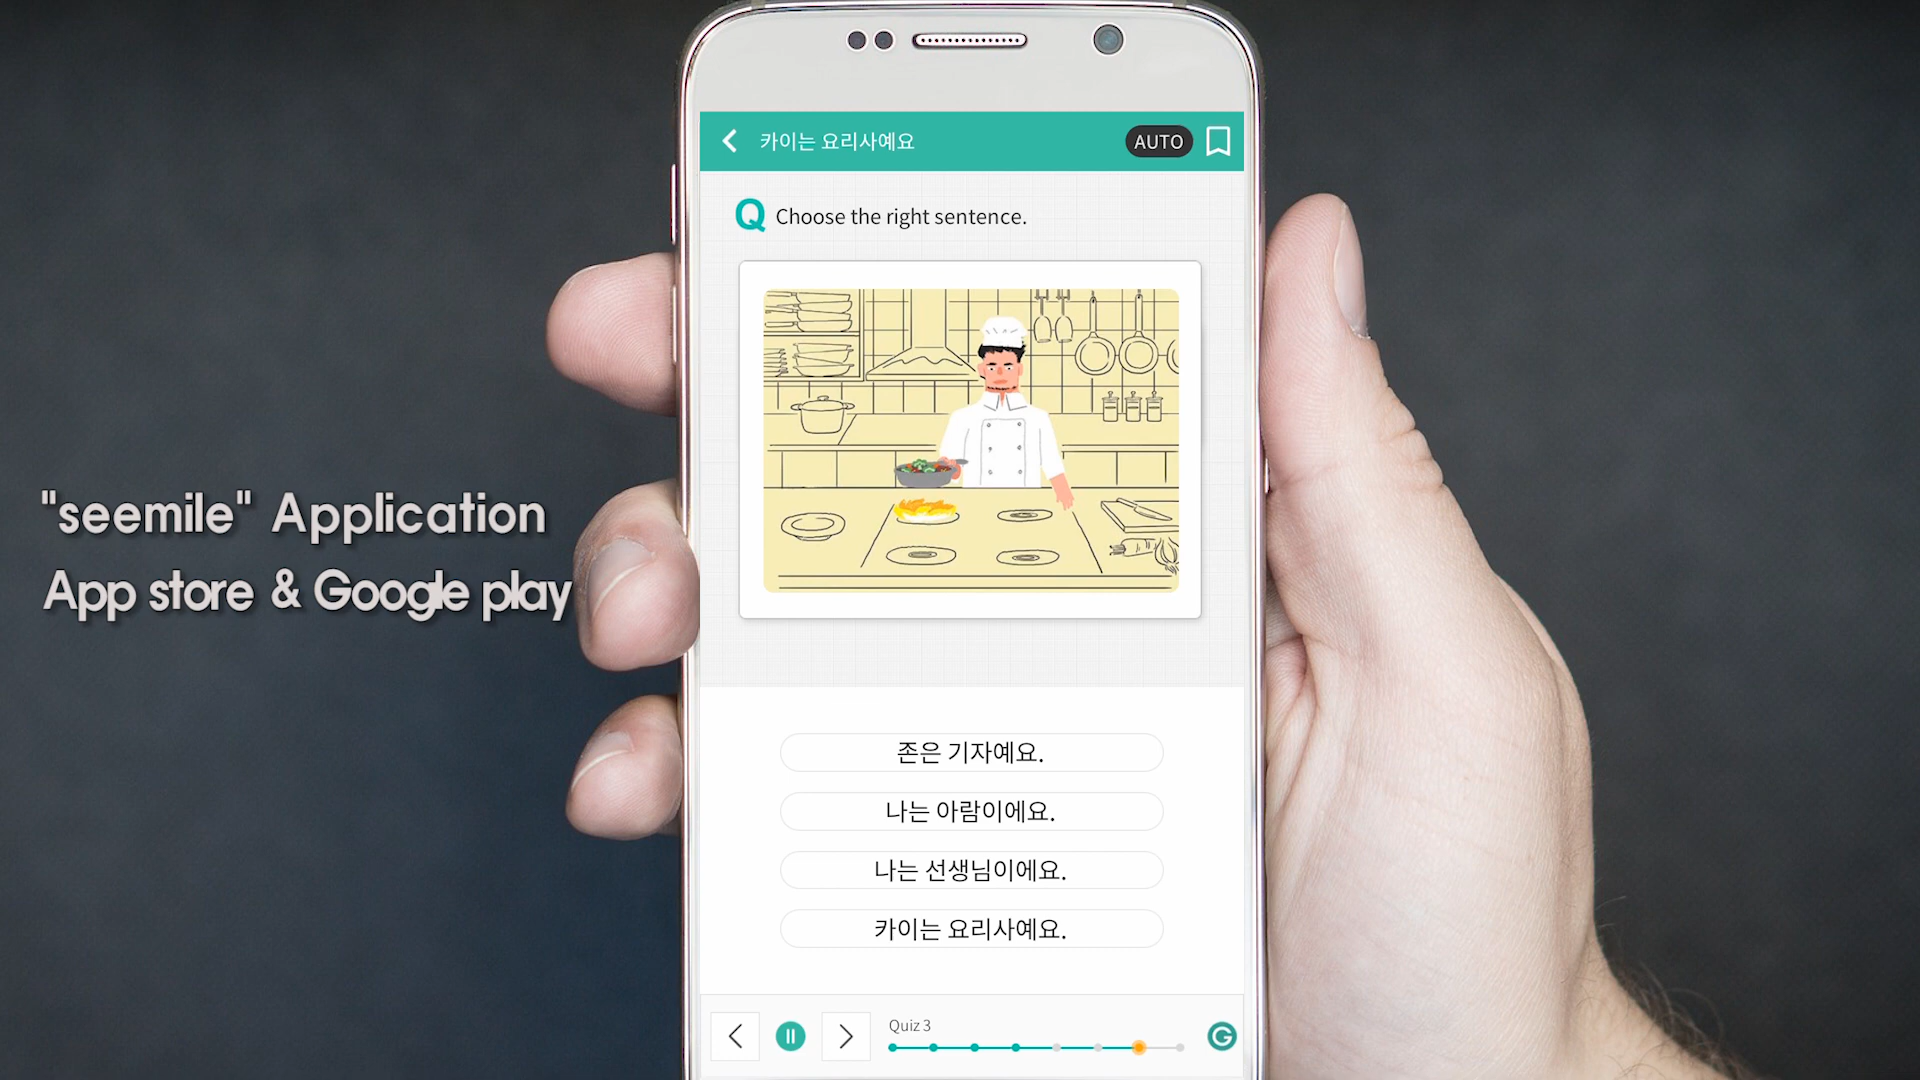 카이는 요리사예요
AUTO
Q Choose the right sentence.
"seemile" Application
App store & Google play
존은 기자예요.
나는 아람이에요.
나는 선생님이에요.
카이는 요리사예요.
Quiz 3
G